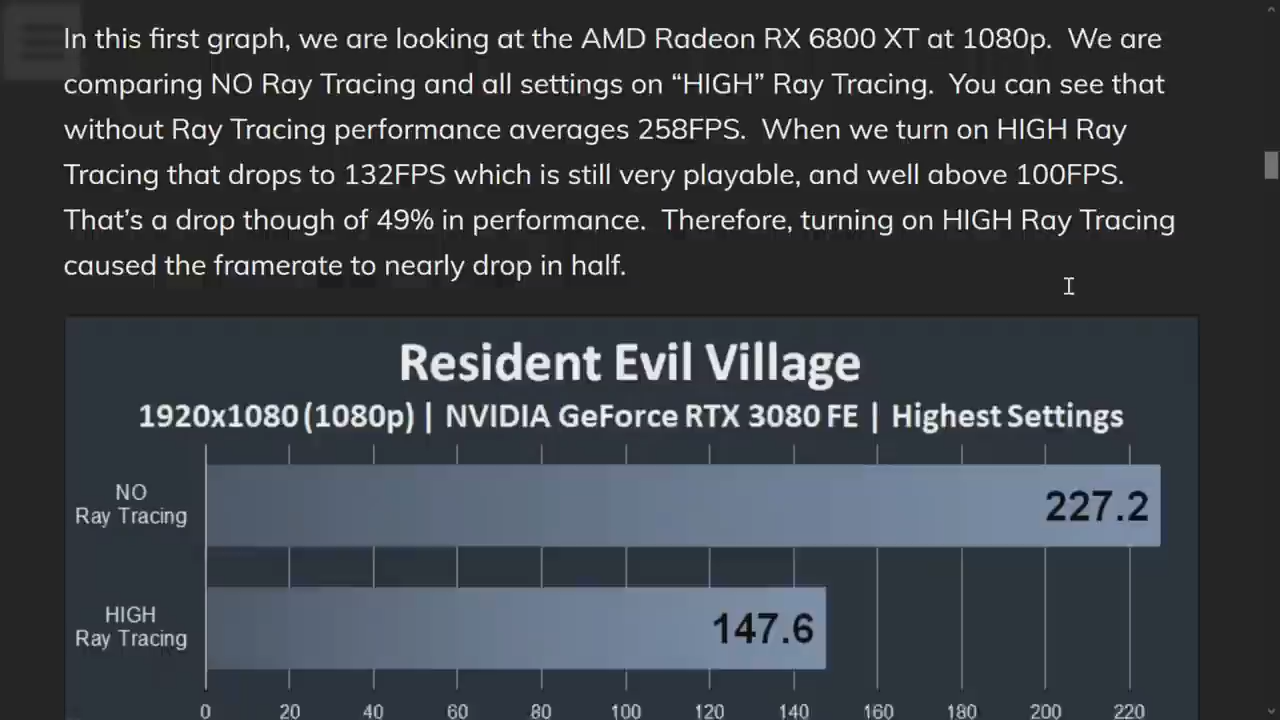 In this first graph, we are looking at the AMD Radeon RX 6800 XT at 1080p.  We are
comparing NO Ray Tracing and all settings on “HIGH” Ray Tracing.  You can see that
without Ray Tracing performance averages 258FPS.  When we turn on HIGH Ray
Tracing that drops to 132FPS which is still very playable, and well above 100FPS.
That’s a drop though of 49% in performance.  Therefore, turning on HIGH Ray Tracing
caused the framerate to nearly drop in half.
Resident Evil Village
1920x1080 (1080p) | NVIDIA GeForce RTX 3080 FE | Highest Settings
NO
Ray Tracing
227.2
HIGH
Ray Tracing
147.6
0 20 40 60 80 100 120 140 160 180 200 220